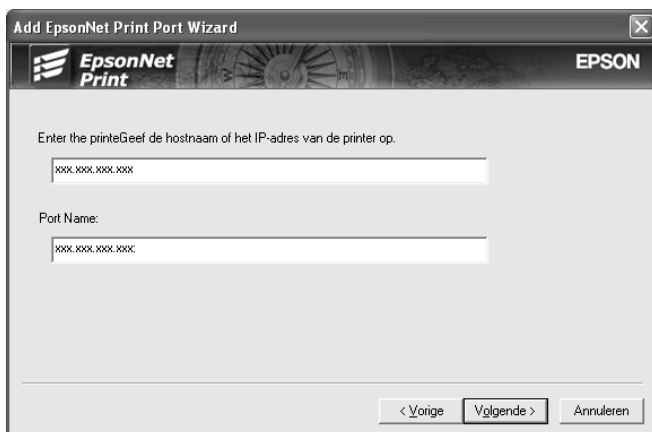 Add EpsonNet Print Port Wizard
EpsonNet
Print
EPSON
Enter the printeGeef de hostnaam of het IP-adres van de printer op.
xxx.xxx.xxx.xxx
Port Name:
xxx.xxx.xxx.xxx:
< Vorige
Volgende >
Annuleren